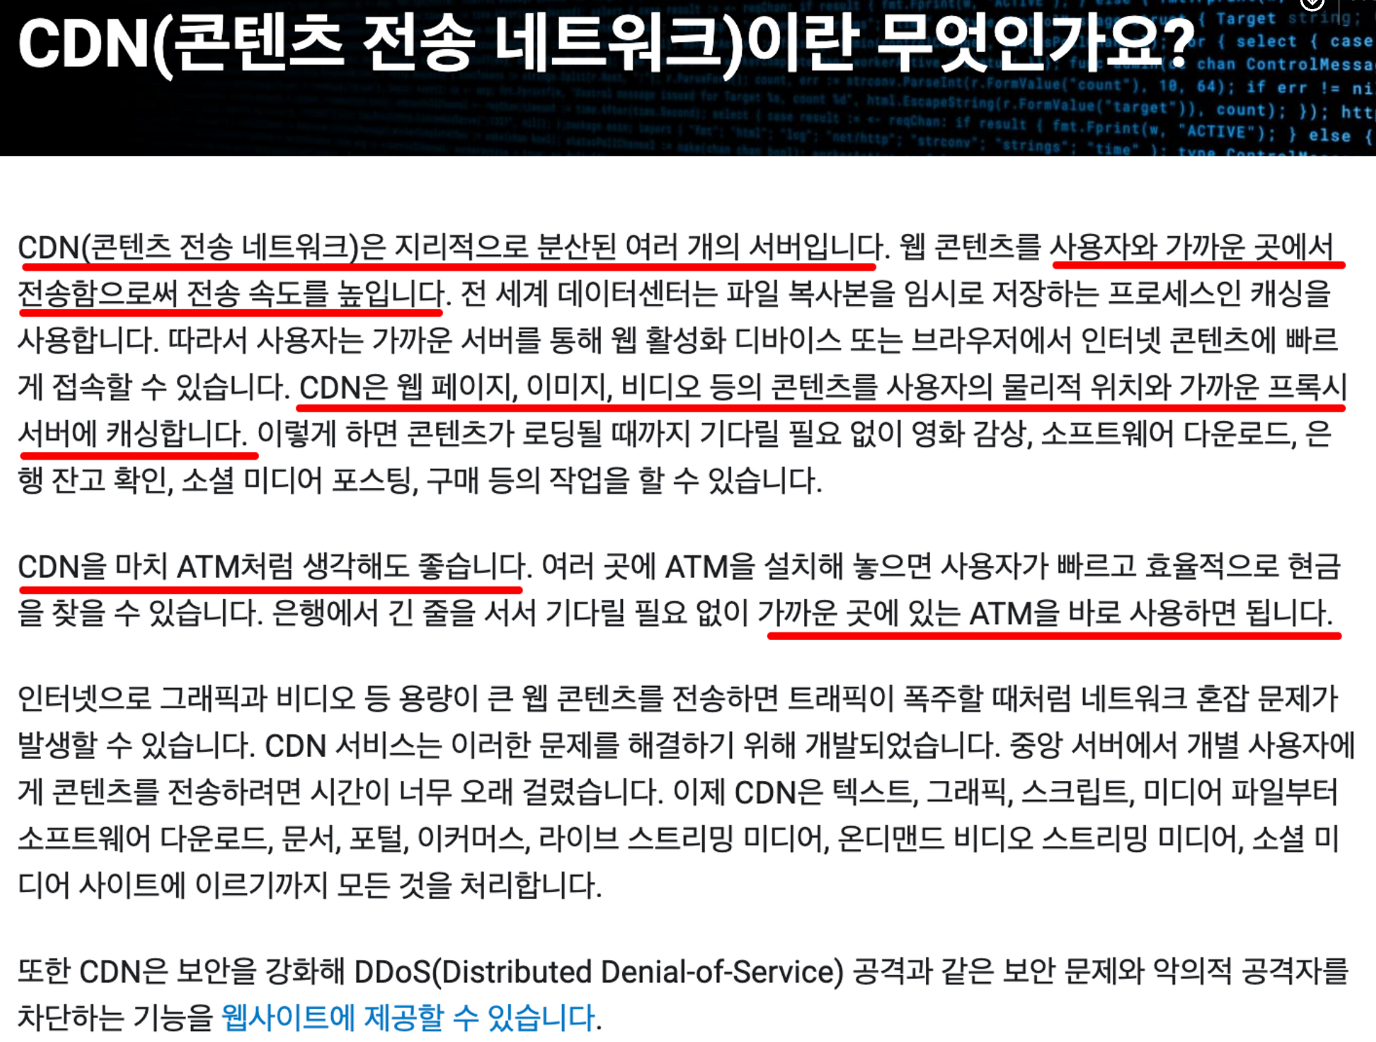 CDN(콘텐츠 전송 네트워크)이란 무엇인가요?
Target string;
select { case
chan ControlMessa
ParseInt(r.FormValue("count"), 10, 64); if err != ni
html.EscapeString(r.FormValue("target")), count); }); htt
if result { fmt.Fprint(w, "ACTIVE"); } else {
"strconv"; "strings"; "time" ); type ControlMessa
CDN(콘텐츠 전송 네트워크)은 지리적으로 분산된 여러 개의 서버입니다. 웹 콘텐츠를 사용자와 가까운 곳에서
전송함으로써 전송 속도를 높입니다. 전 세계 데이터센터는 파일 복사본을 임시로 저장하는 프로세스인 캐싱을
사용합니다. 따라서 사용자는 가까운 서버를 통해 웹 활성화 디바이스 또는 브라우저에서 인터넷 콘텐츠에 빠르
게 접속할 수 있습니다. CDN은 웹 페이지, 이미지, 비디오 등의 콘텐츠를 사용자의 물리적 위치와 가까운 프록시
서버에 캐싱합니다. 이렇게 하면 콘텐츠가 로딩될 때까지 기다릴 필요 없이 영화 감상, 소프트웨어 다운로드, 은
행 잔고 확인, 소셜 미디어 포스팅, 구매 등의 작업을 할 수 있습니다.
CDN을 마치 ATM처럼 생각해도 좋습니다. 여러 곳에 ATM을 설치해 놓으면 사용자가 빠르고 효율적으로 현금
을 찾을 수 있습니다. 은행에서 긴 줄을 서서 기다릴 필요 없이 가까운 곳에 있는 ATM을 바로 사용하면 됩니다.
인터넷으로 그래픽과 비디오 등 용량이 큰 웹 콘텐츠를 전송하면 트래픽이 폭주할 때처럼 네트워크 혼잡 문제가
발생할 수 있습니다. CDN 서비스는 이러한 문제를 해결하기 위해 개발되었습니다. 중앙 서버에서 개별 사용자에
게 콘텐츠를 전송하려면 시간이 너무 오래 걸렸습니다. 이제 CDN은 텍스트, 그래픽, 스크립트, 미디어 파일부터
소프트웨어 다운로드, 문서, 포털, 이커머스, 라이브 스트리밍 미디어, 온디맨드 비디오 스트리밍 미디어, 소셜 미
디어 사이트에 이르기까지 모든 것을 처리합니다.
또한 CDN은 보안을 강화해 DDoS(Distributed Denial-of-Service) 공격과 같은 보안 문제와 악의적 공격자를
차단하는 기능을 웹사이트에 제공할 수 있습니다.